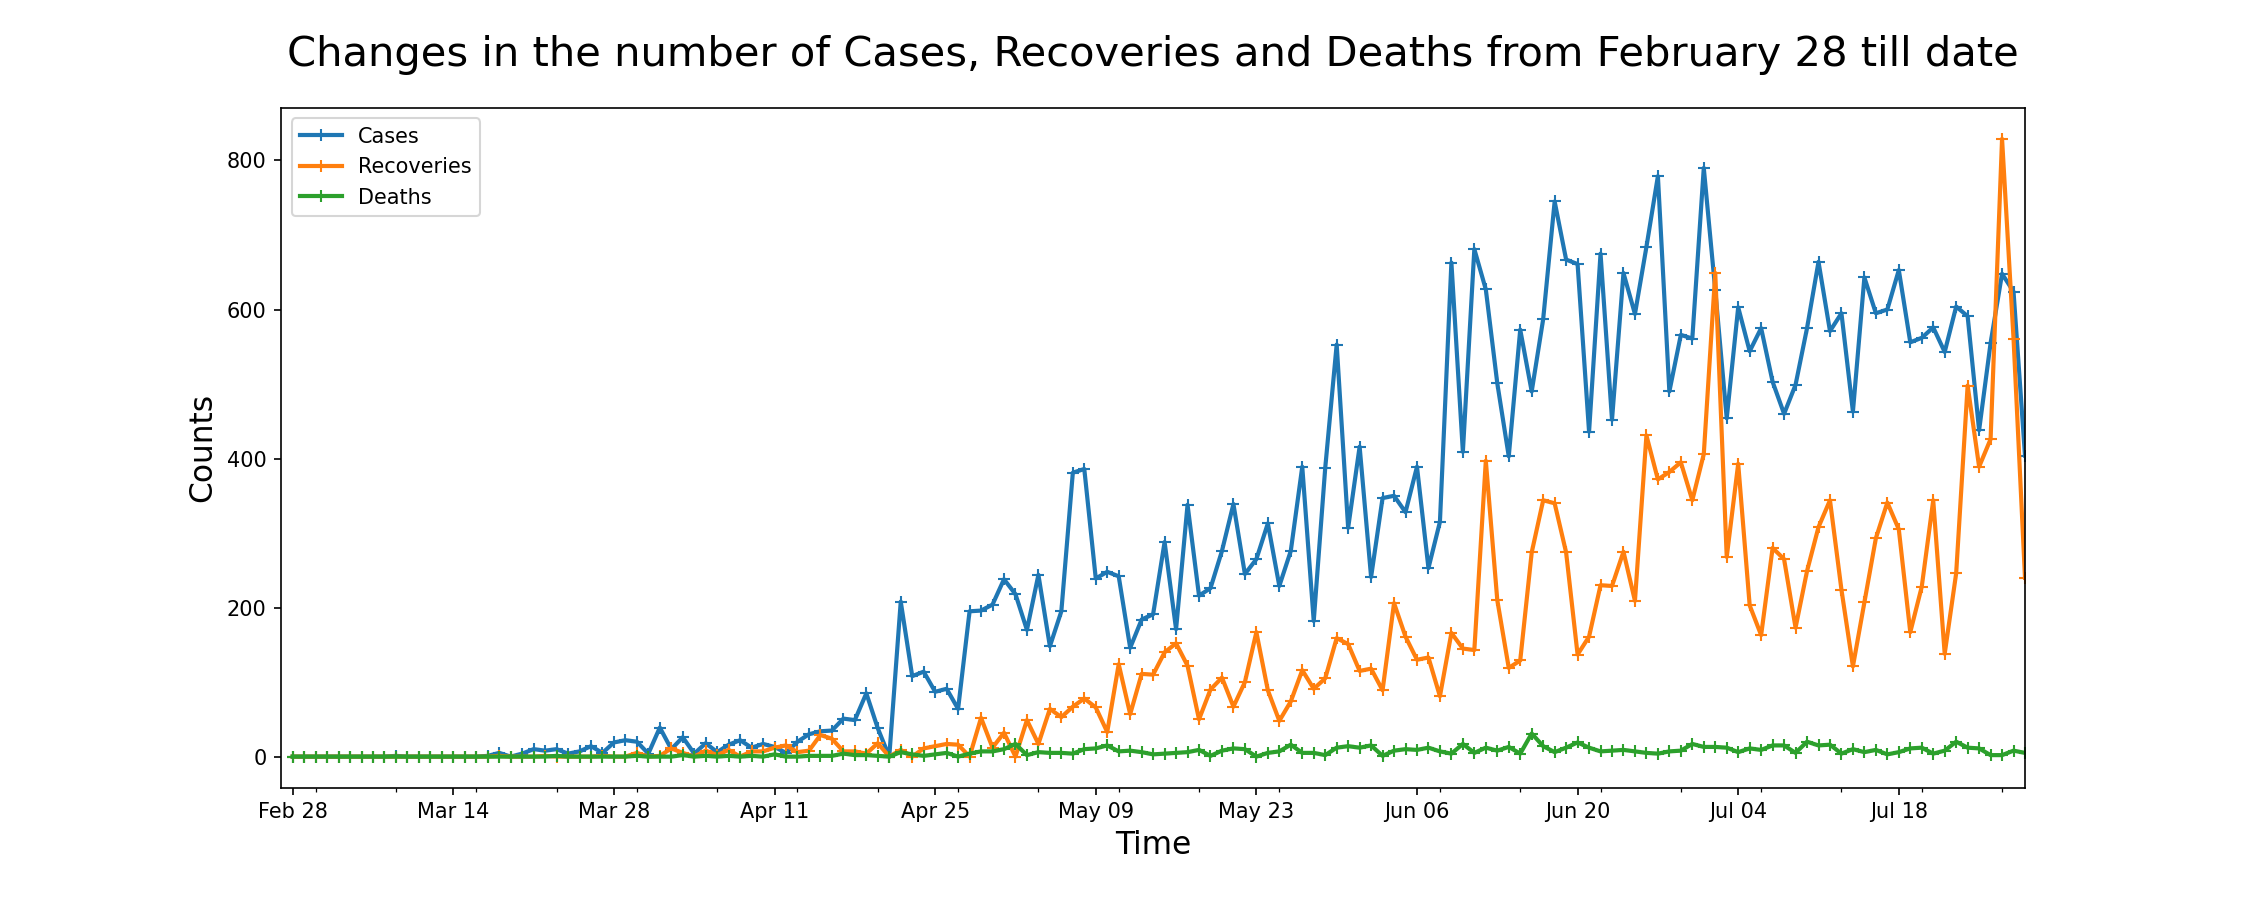 Changes in the number of Cases, Recoveries and Deaths from February 28 till date
Cases
Recoveries
Deaths
800
600
400
200
0
Counts
Feb 28 Mar 14 Mar 28 Apr 11 Apr 25 May 09 May 23 Jun 06 Jun 20 Jul 04 Jul 18
Time